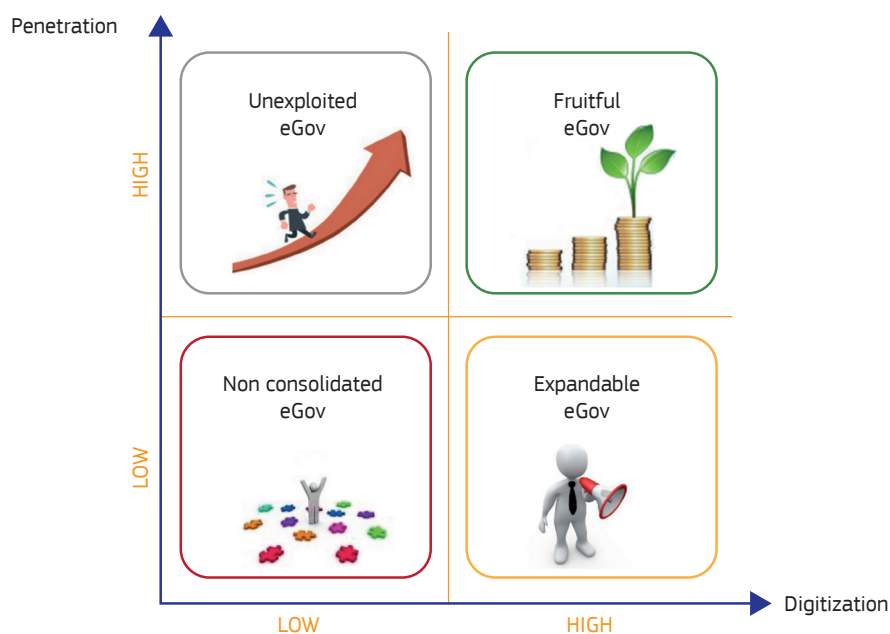 Penetration
HIGH
Unexploited
eGov
Fruitful
eGov
LOW
Non consolidated
eGov
Expandable
eGov
LOW
HIGH
Digitization